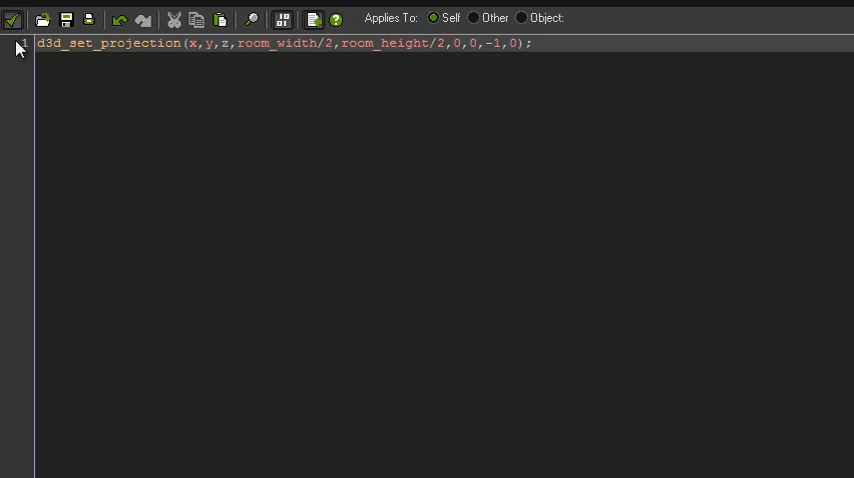 Applies To: Self Other Object:
1 d3d_set_projection(x,y,z,room_width/2,room_height/2,0,0,-1,0);